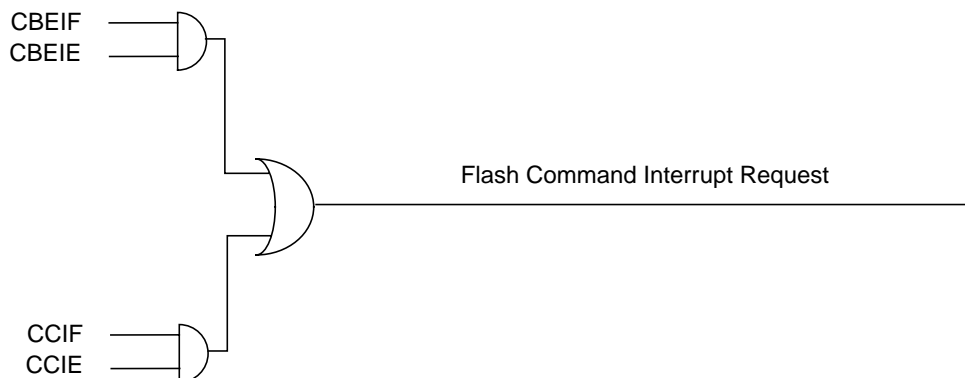 CBEIF
CBEIE
Flash Command Interrupt Request
CCIF
CCIE